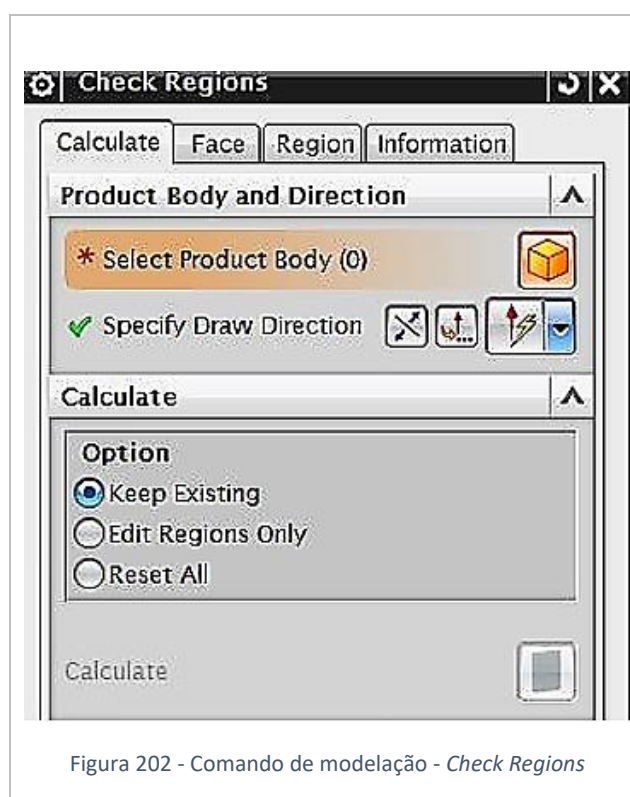 Check Regions
Calculate Face Region Information
Product Body and Direction
* Select Product Body (0)
Specify Draw Direction
Calculate
Option
Keep Existing
Edit Regions Only
Reset All
Calculate
Figura 202 - Comando de modelação - Check Regions